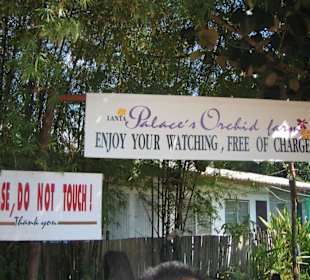 LANTA Palace's Orchid farm
ENJOY YOUR WATCHING, FREE OF CHARGE
SE, DO NOT TOUCH!
Thank you